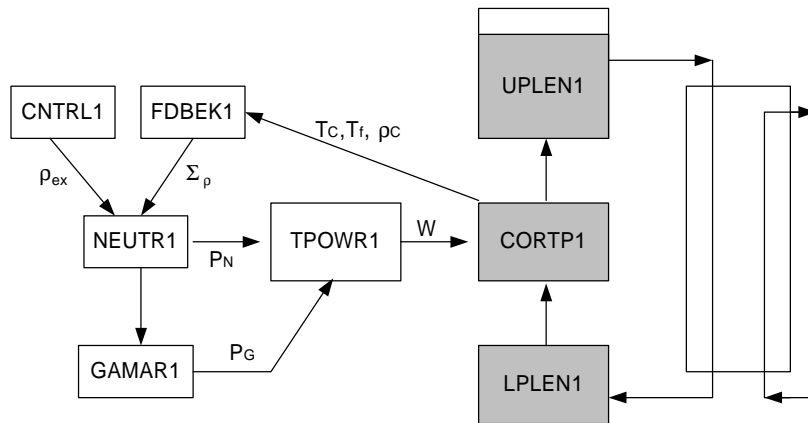 UPLEN1
CNTRL1
FDBEK1
TC,Tf, ρC
ρex
Σρ
NEUTR1
PN
TPOWR1
W
CORTP1
GAMAR1
PG
LPLEN1